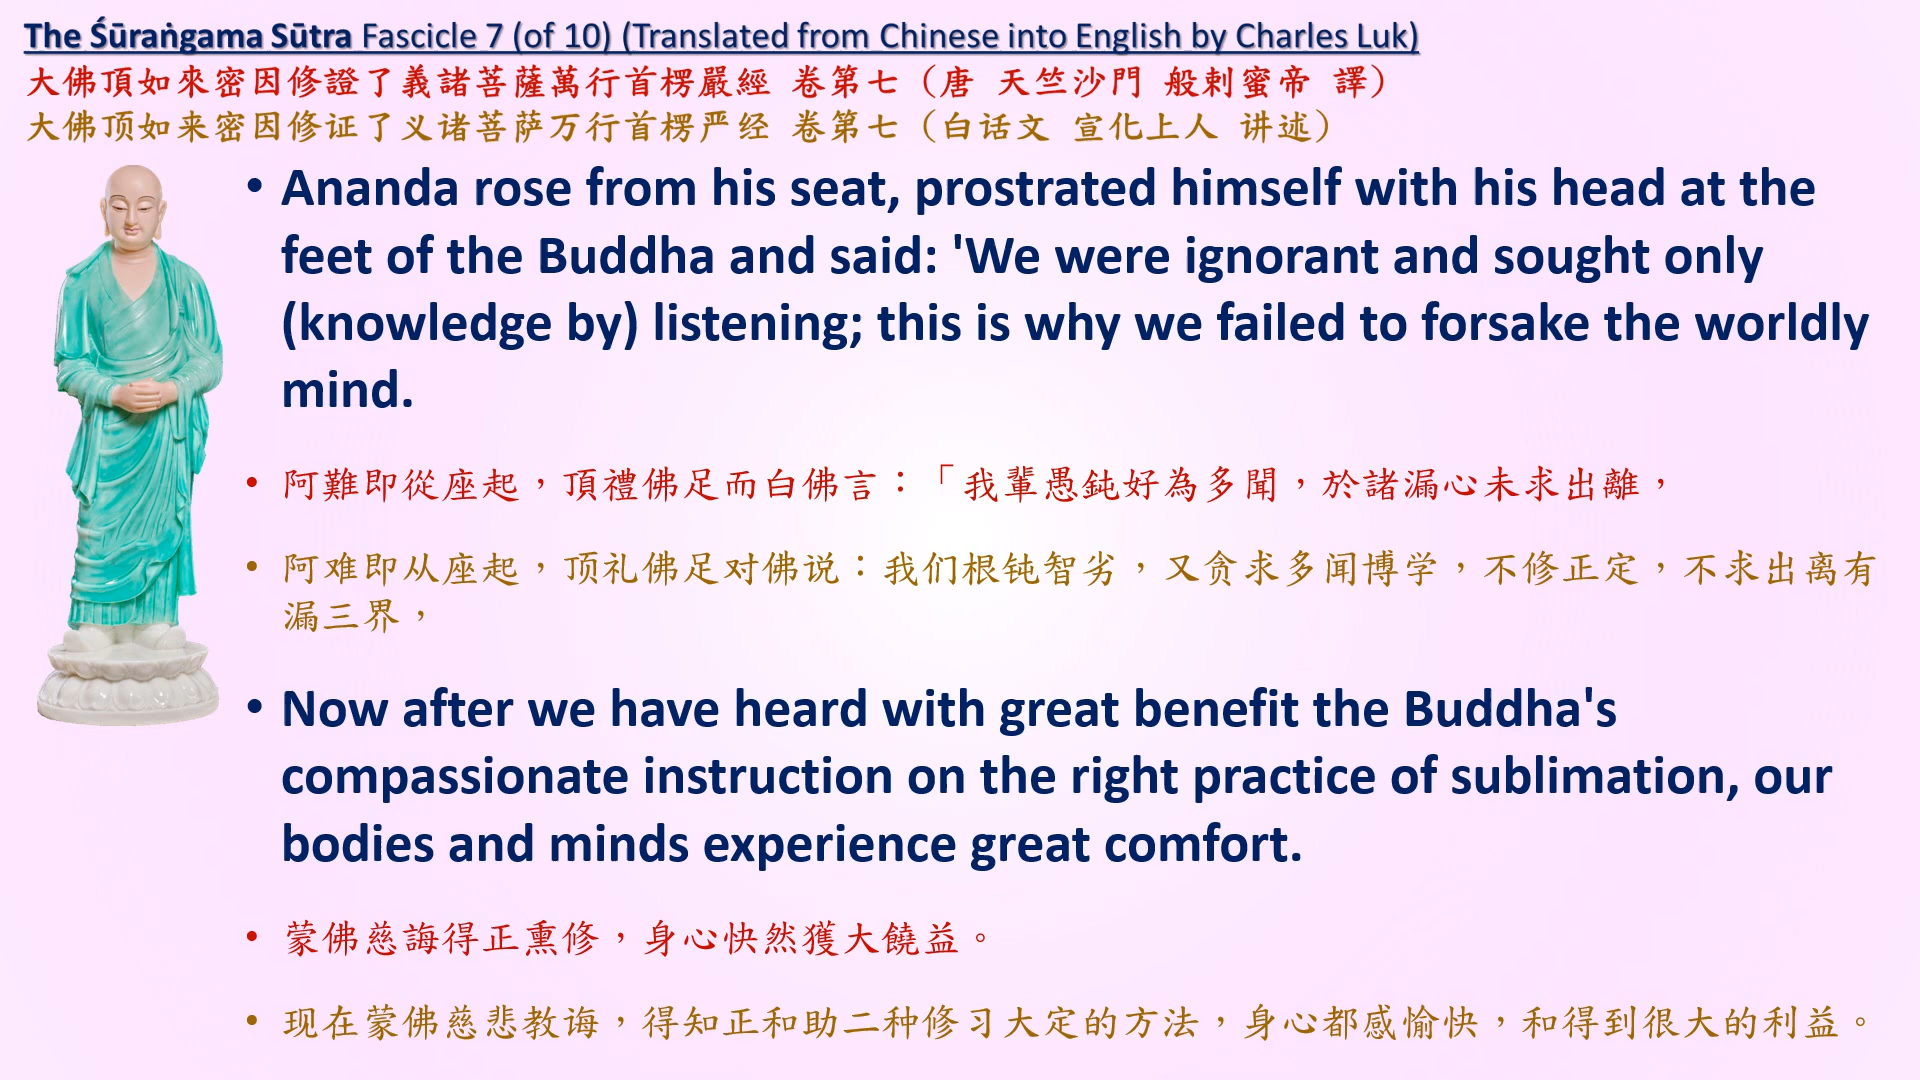 The Śūraṅgama Sūtra Fascicle 7 (of 10) (Translated from Chinese into English by Charles Luk)
大佛頂如來密因修證了義諸菩薩萬行首楞嚴經 卷第七（唐 天竺沙門 般剌蜜帝 譯）
大佛顶如来密因修证了义诸菩萨万行首楞严经 卷第七（白话文 宣化上人 讲述）
• Ananda rose from his seat, prostrated himself with his head at the
feet of the Buddha and said: 'We were ignorant and sought only
(knowledge by) listening; this is why we failed to forsake the worldly
mind.
• 阿難即從座起，頂禮佛足而白佛言：「我輩愚鈍好為多聞，於諸漏心未求出離，
• 阿难即从座起，顶礼佛足对佛说：我们根钝智劣，又贪求多闻博学，不修正定，不求出离有
漏三界，
• Now after we have heard with great benefit the Buddha's
compassionate instruction on the right practice of sublimation, our
bodies and minds experience great comfort.
• 蒙佛慈誨得正熏修，身心快然獲大饒益。
• 现在蒙佛慈悲教诲，得知正和助二种修习大定的方法，身心都感愉快，和得到很大的利益。